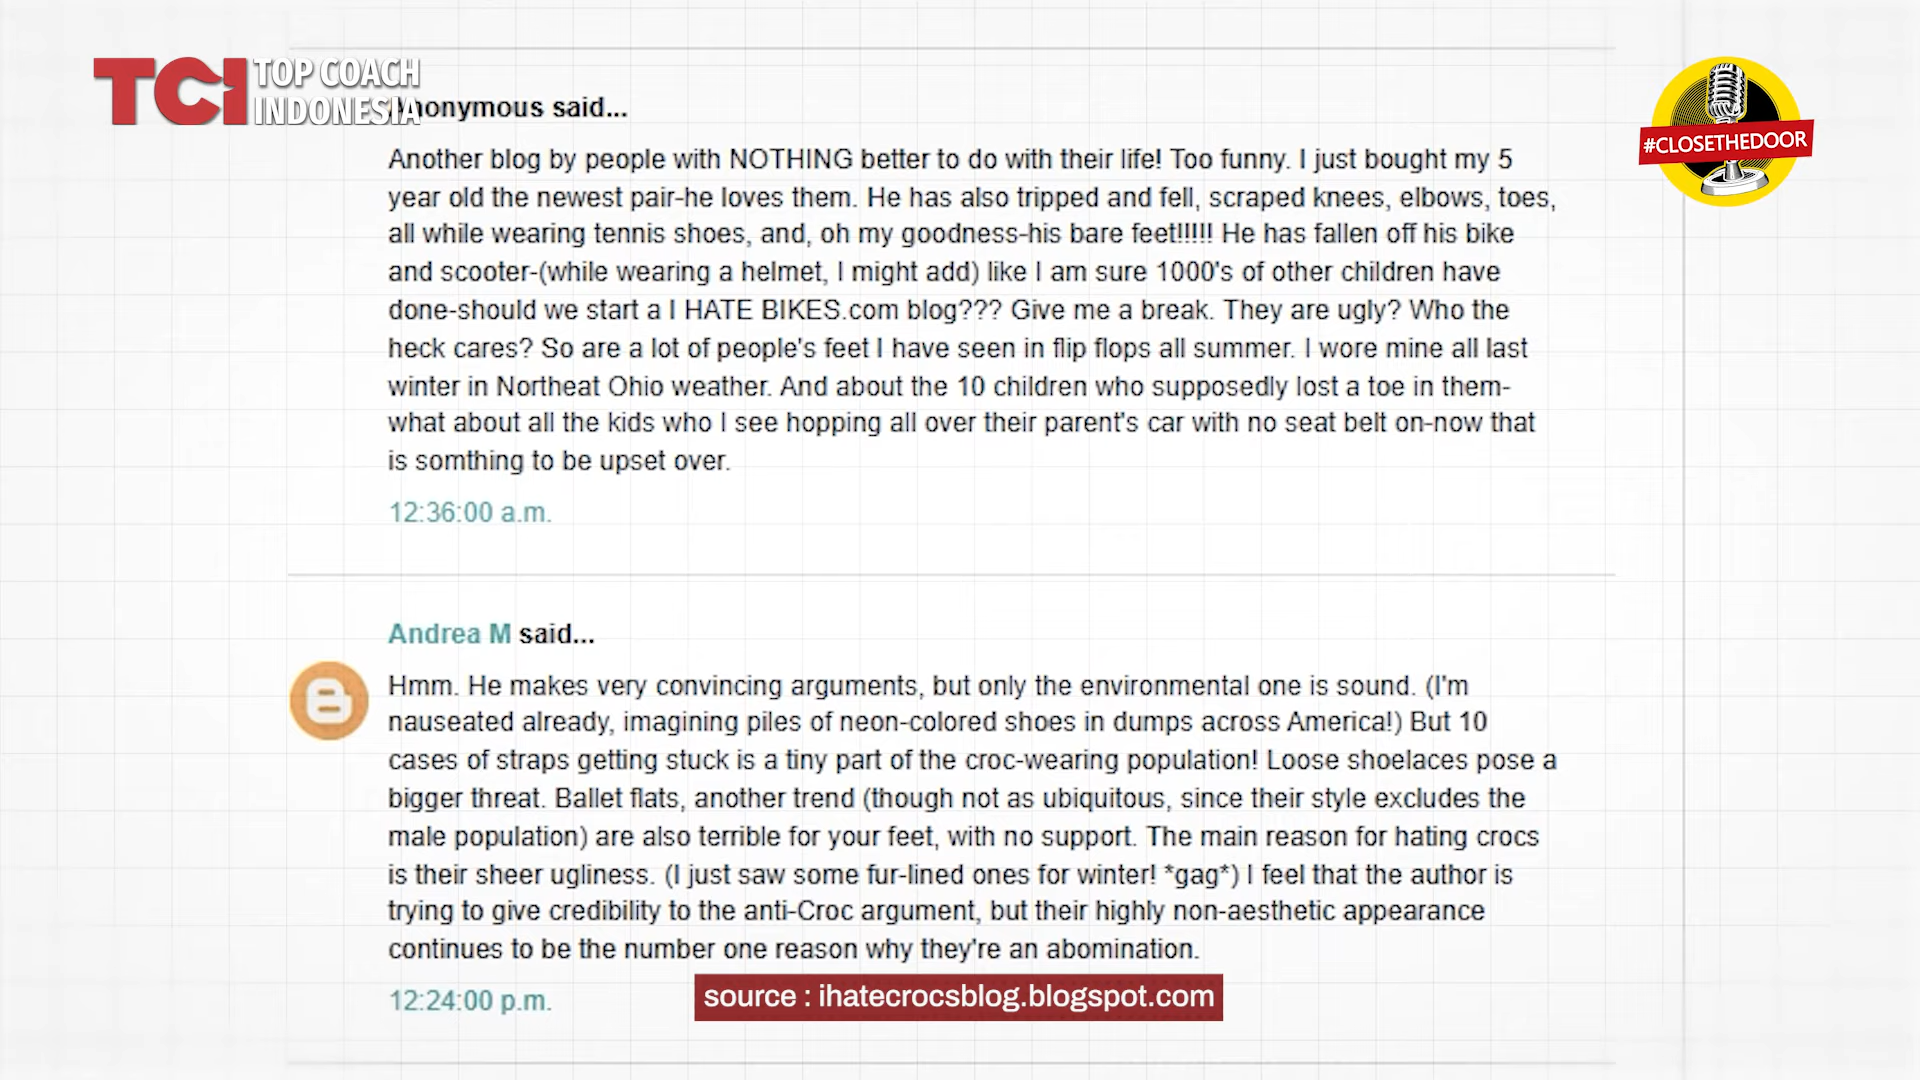 TCI TOP COACH
INDONESIA
#CLOSETHEDOOR
Anonymous said...
Another blog by people with NOTHING better to do with their life! Too funny. I just bought my 5
year old the newest pair-he loves them. He has also tripped and fell, scraped knees, elbows, toes,
all while wearing tennis shoes, and, oh my goodness-his bare feet!!!!! He has fallen off his bike
and scooter-(while wearing a helmet, I might add) like I am sure 1000's of other children have
done-should we start a I HATE BIKES.com blog??? Give me a break. They are ugly? Who the
heck cares? So are a lot of people's feet I have seen in flip flops all summer. I wore mine all last
winter in Northeat Ohio weather. And about the 10 children who supposedly lost a toe in them-
what about all the kids who I see hopping all over their parent's car with no seat belt on-now that
is somthing to be upset over.
12:36:00 a.m.
Andrea M said...
Hmm. He makes very convincing arguments, but only the environmental one is sound. (I'm
nauseated already, imagining piles of neon-colored shoes in dumps across America!) But 10
cases of straps getting stuck is a tiny part of the croc-wearing population! Loose shoelaces pose a
bigger threat. Ballet flats, another trend (though not as ubiquitous, since their style excludes the
male population) are also terrible for your feet, with no support. The main reason for hating crocs
is their sheer ugliness. (I just saw some fur-lined ones for winter! *gag*) I feel that the author is
trying to give credibility to the anti-Croc argument, but their highly non-aesthetic appearance
continues to be the number one reason why they're an abomination.
12:24:00 p.m.
source : ihatecrocsblog.blogspot.com